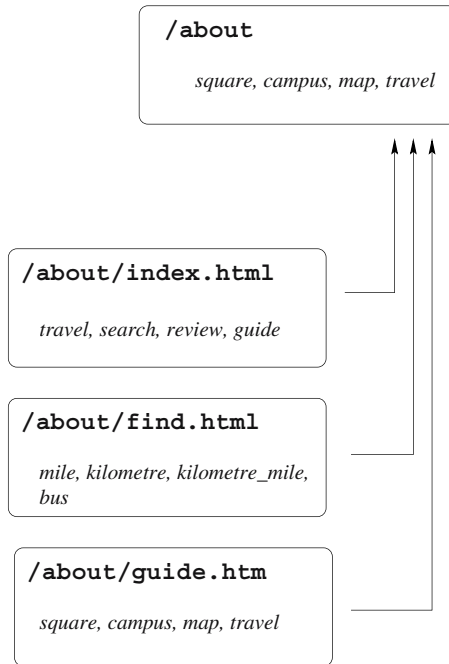 /about
square, campus, map, travel
/about/index.html
travel, search, review, guide
/about/find.html
mile, kilometre, kilometre_mile,
bus
/about/guide.htm
square, campus, map, travel